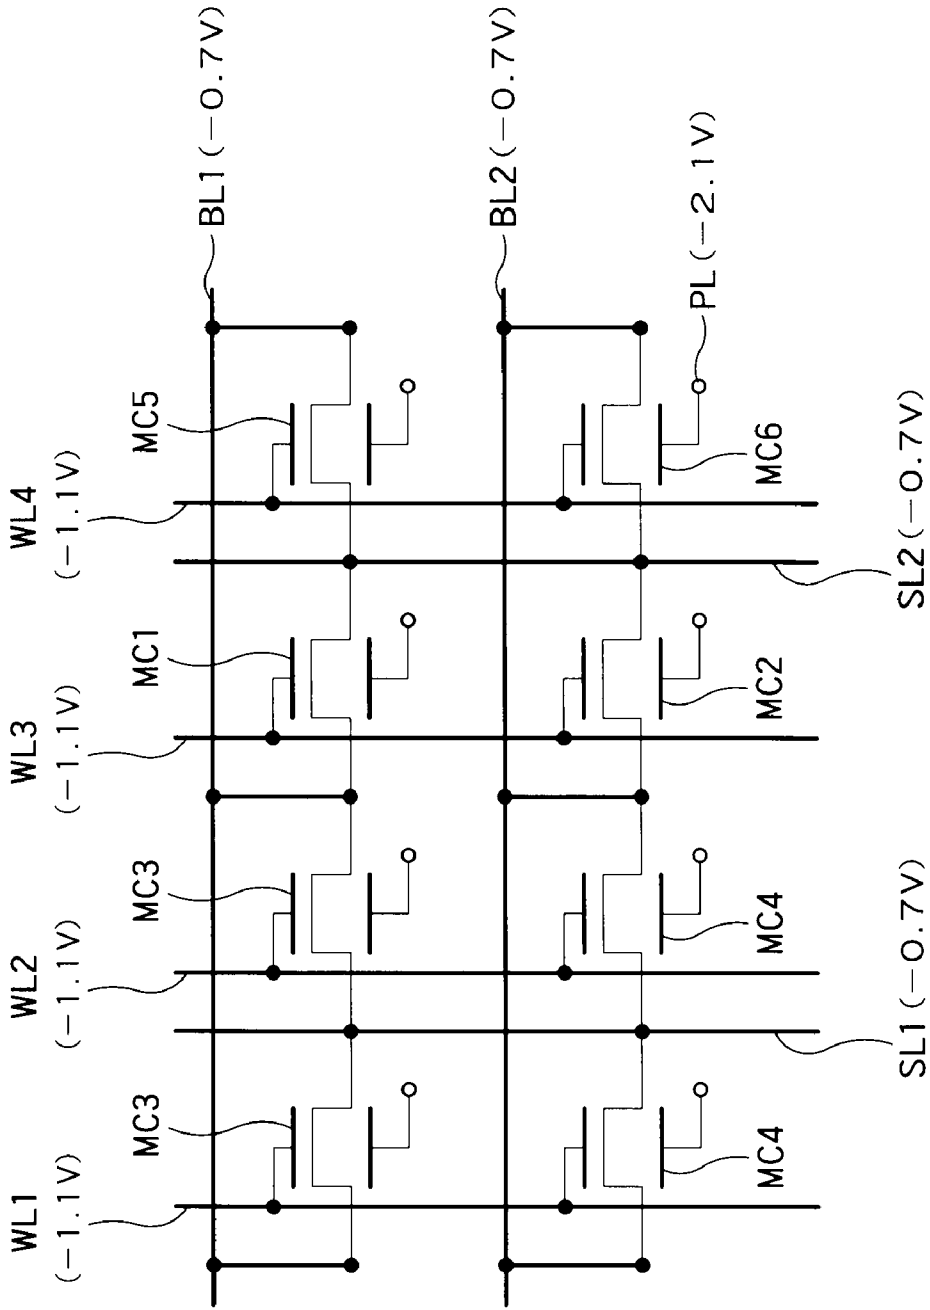 WL1
(-1.1V)
WL2
(-1.1V)
WL3
(-1.1V)
WL4
(-1.1V)
MC3
MC3
MC1
MC5
BL1(-0.7V)
MC4
MC4
MC2
MC6
BL2(-0.7V)
PL(-2.1V)
SL1(-0.7V)
SL2(-0.7V)